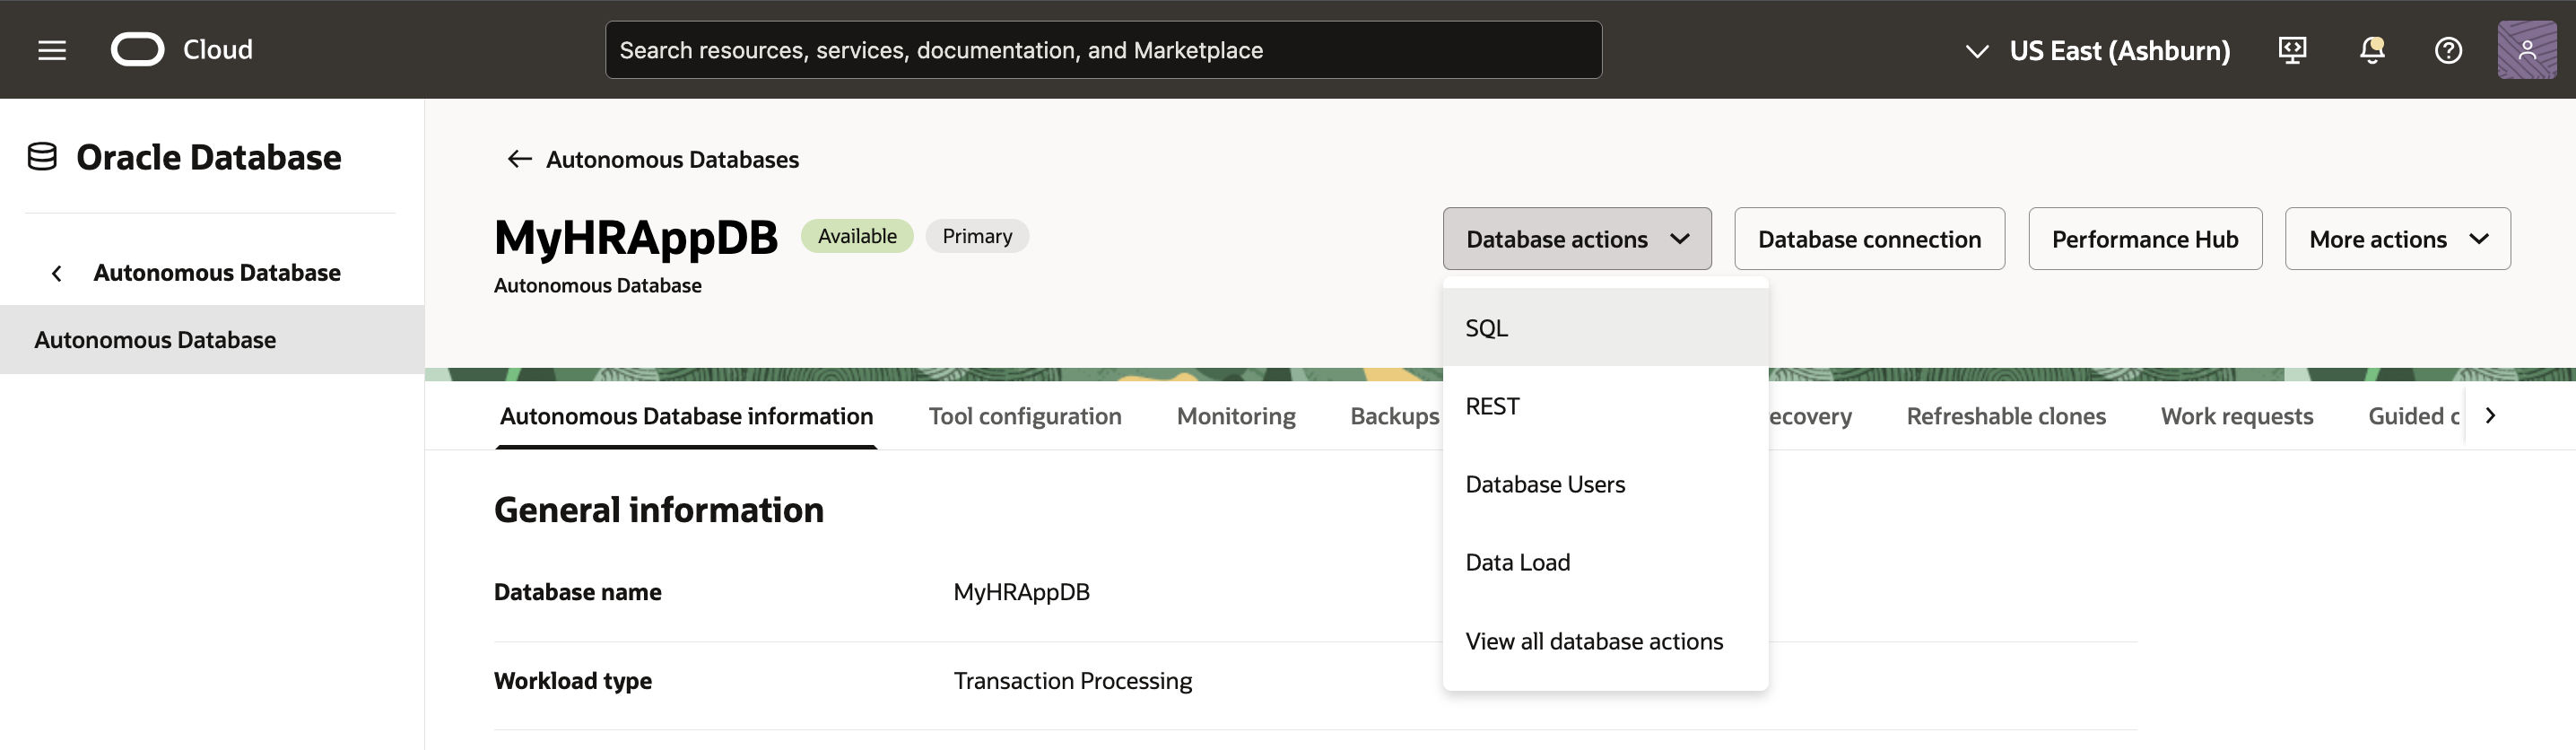 Cloud
Search resources, services, documentation, and Marketplace
US East (Ashburn)
Oracle Database
Autonomous Database
Autonomous Database
Autonomous Databases
MyHRAppDB
Available
Primary
Autonomous Database
Database actions
Database connection
Performance Hub
More actions
SQL
REST
Database Users
Data Load
View all database actions
Autonomous Database information
Tool configuration
Monitoring
Backups
ecovery
Refreshable clones
Work requests
Guided c
General information
Database name
MyHRAppDB
Workload type
Transaction Processing